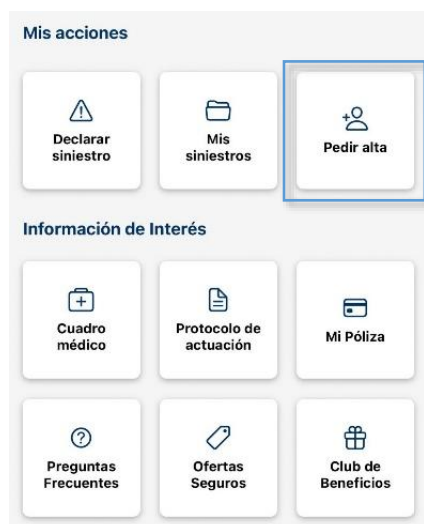 Mis acciones
Declarar
siniestro
Mis
siniestros
Pedir alta
Información de Interés
Cuadro
médico
Protocolo de
actuación
Mi Póliza
Preguntas
Frecuentes
Ofertas
Seguros
Club de
Beneficios